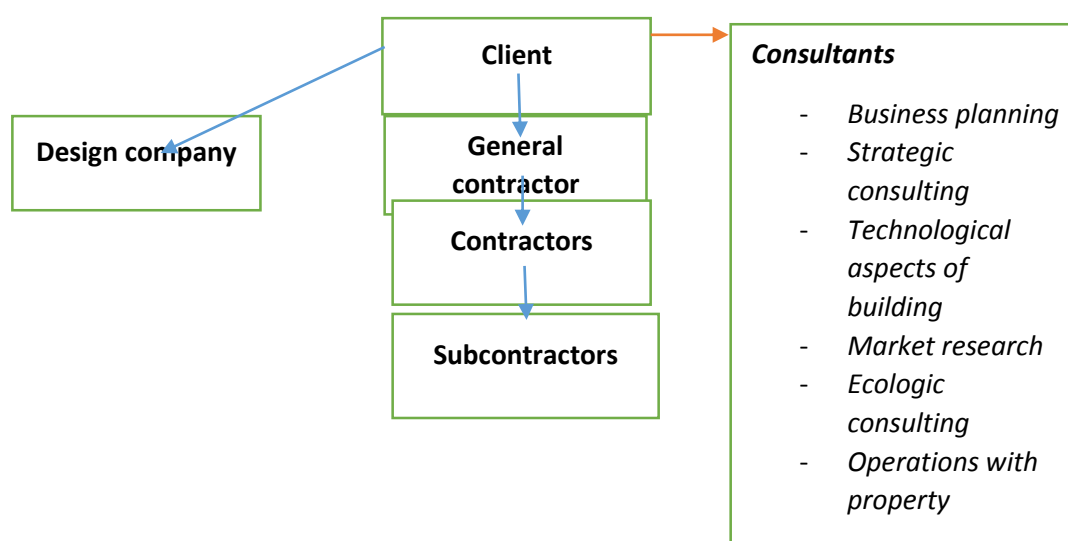 Client
Design company
General
contractor
Contractors
Subcontractors
Consultants
- Business planning
- Strategic
consulting
- Technological
aspects of
building
- Market research
- Ecologic
consulting
- Operations with
property